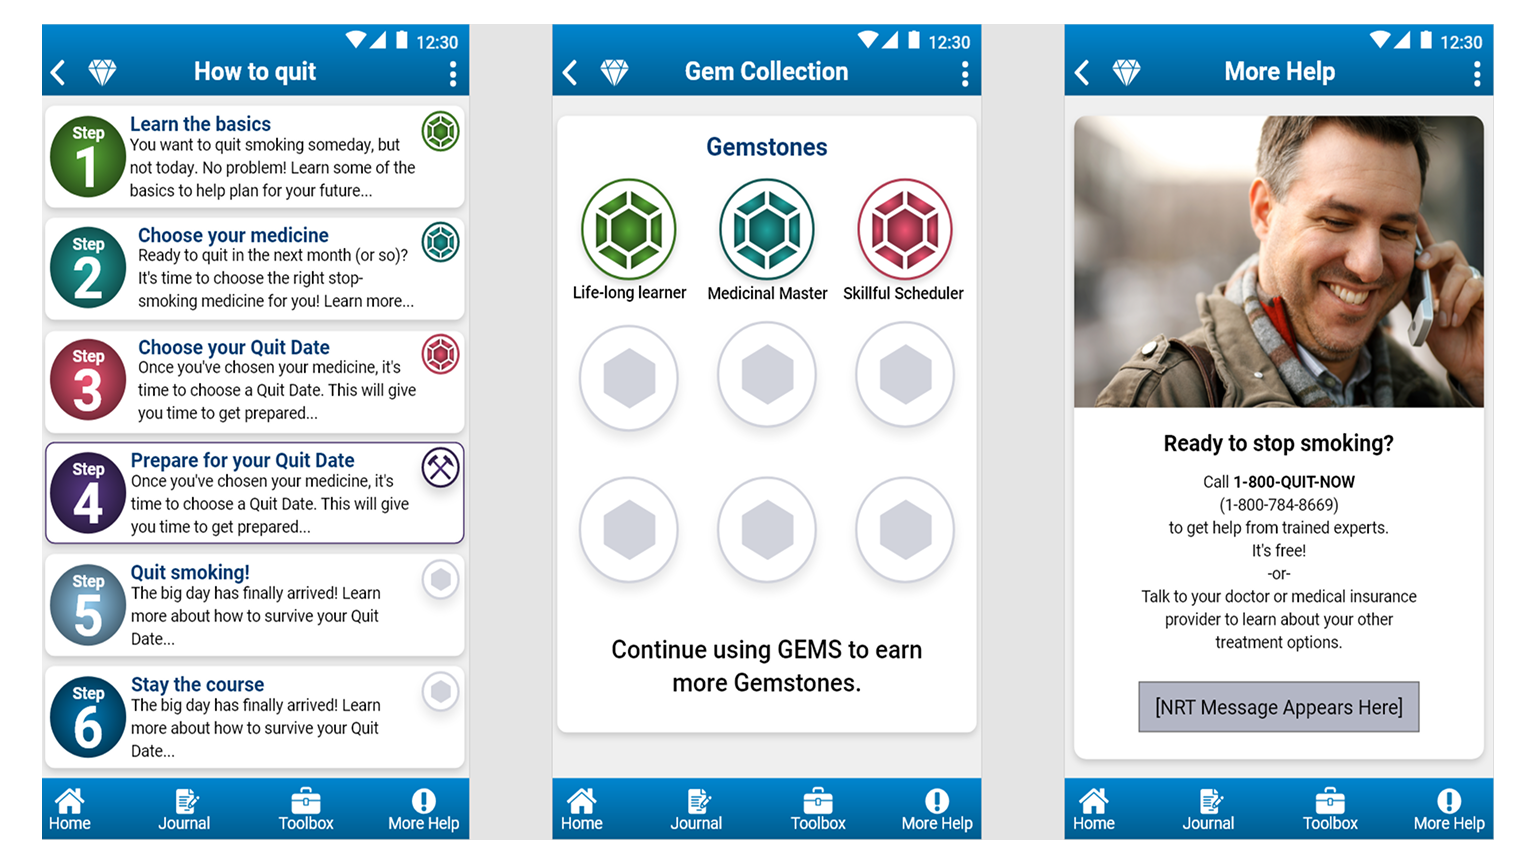 12:30
How to quit
Step
1
Learn the basics
You want to quit smoking someday, but
not today. No problem! Learn some of the
basics to help plan for your future...
Step
2
Choose your medicine
Ready to quit in the next month (or so)?
It's time to choose the right stop-
smoking medicine for you! Learn more...
Step
3
Choose your Quit Date
Once you've chosen your medicine, it's
time to choose a Quit Date. This will give
you time to get prepared...
Step
4
Prepare for your Quit Date
Once you've chosen your medicine, it's
time to choose a Quit Date. This will give
you time to get prepared...
Step
5
Quit smoking!
The big day has finally arrived! Learn
more about how to survive your Quit
Date...
Step
6
Stay the course
The big day has finally arrived! Learn
more about how to survive your Quit
Date...
Home Journal Toolbox More Help
12:30
Gem Collection
Gemstones
Life-long learner Medicinal Master Skillful Scheduler
Continue using GEMS to earn
more Gemstones.
Home Journal Toolbox More Help
12:30
More Help
Ready to stop smoking?
Call 1-800-QUIT-NOW
(1-800-784-8669)
to get help from trained experts.
It's free!
-or-
Talk to your doctor or medical insurance
provider to learn about your other
treatment options.
[NRT Message Appears Here]
Home Journal Toolbox More Help